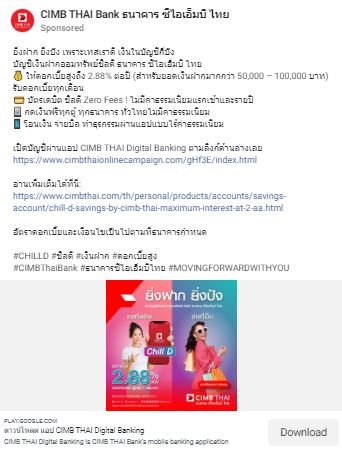 CIMB THAI Bank ธนาคาร ซีไอเอ็มบี ไทย
Sponsored
ยิ่งฝาก ยิ่งปัง เพราะเทสเราดี เงินในบัญชีก็ปัง
บัญชีเงินฝากออมทรัพย์ชิลดี ธนาคาร ซีไอเอ็มบี ไทย
ให้ดอกเบี้ยสูงถึง 2.88% ต่อปี (สำหรับยอดเงินฝากมากกว่า 50,000 – 100,000 บาท)
รับดอกเบี้ยทุกเดือน
บัตรเดบิต ชิลดี Zero Fees ! ไม่มีค่าธรรมเนียมแรกเข้าและรายปี
กดเงินฟรีทุกตู้ ทุกธนาคาร ทั่วไทยไม่มีค่าธรรมเนียม
โอนเงิน จ่ายบิล ทำธุรกรรมผ่านแอปแบบไร้ค่าธรรมเนียม
เปิดบัญชีผ่านแอป CIMB THAI Digital Banking ตามลิงก์ด้านล่างเลย
https://www.cimbthaionlinecampaign.com/gHf3E/index.html
อ่านเพิ่มเติมได้ที่นี่:
https://www.cimbthai.com/th/personal/products/accounts/savings-
account/chill-d-savings-by-cimb-thai-maximum-interest-at-2-aa.html
อัตราดอกเบี้ยและเงื่อนไขเป็นไปตามที่ธนาคารกำหนด
#CHILLD #ชิลดี #เงินฝาก #ดอกเบี้ยสูง
#CIMBThaiBank #ธนาคารซีไอเอ็มบีไทย #MOVINGFORWARDWITHYOU
ยิ่งฝาก ยิ่งปัง
Chill D
2.88%
CIMB THAI
PLAY.GOOGLE.COM
ดาวน์โหลด แอป CIMB THAI Digital Banking
CIMB THAI Digital Banking is CIMB THAI Bank's mobile banking application
Download